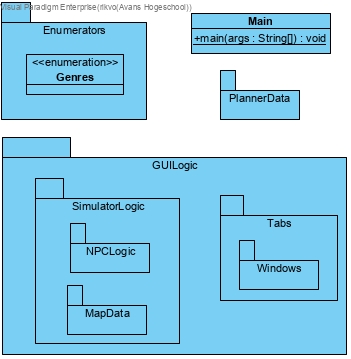 Visual Paradigm Enterprise(rikvo(Avans Hogeschool))
Enumerators
<<enumeration>>
Genres
Main
+main(args : String[]) : void
PlannerData
GUILogic
SimulatorLogic
NPCLogic
MapData
Tabs
Windows